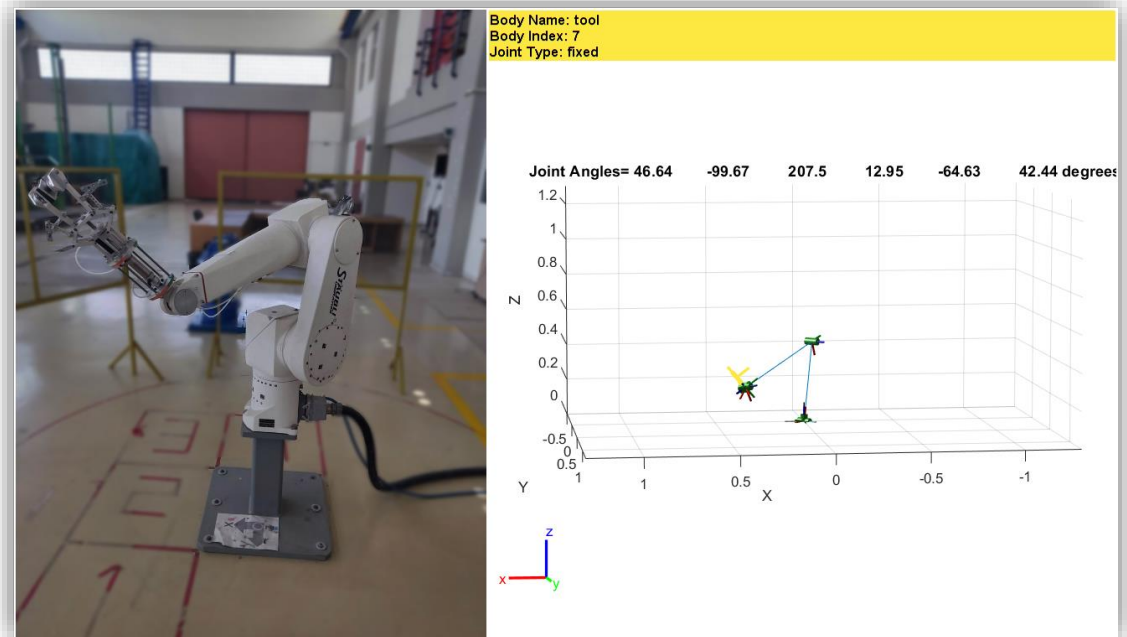 Body Name: tool
Body Index: 7
Joint Type: fixed
Joint Angles= 46.64 -99.67 207.5 12.95 -64.63 42.44 degrees
1.2
1
0.8
0.6
0.4
0.2
0
-0.5
0
0.5
1
1
0.5
0
-0.5
-1
Z
Y
X
z
x
y
1